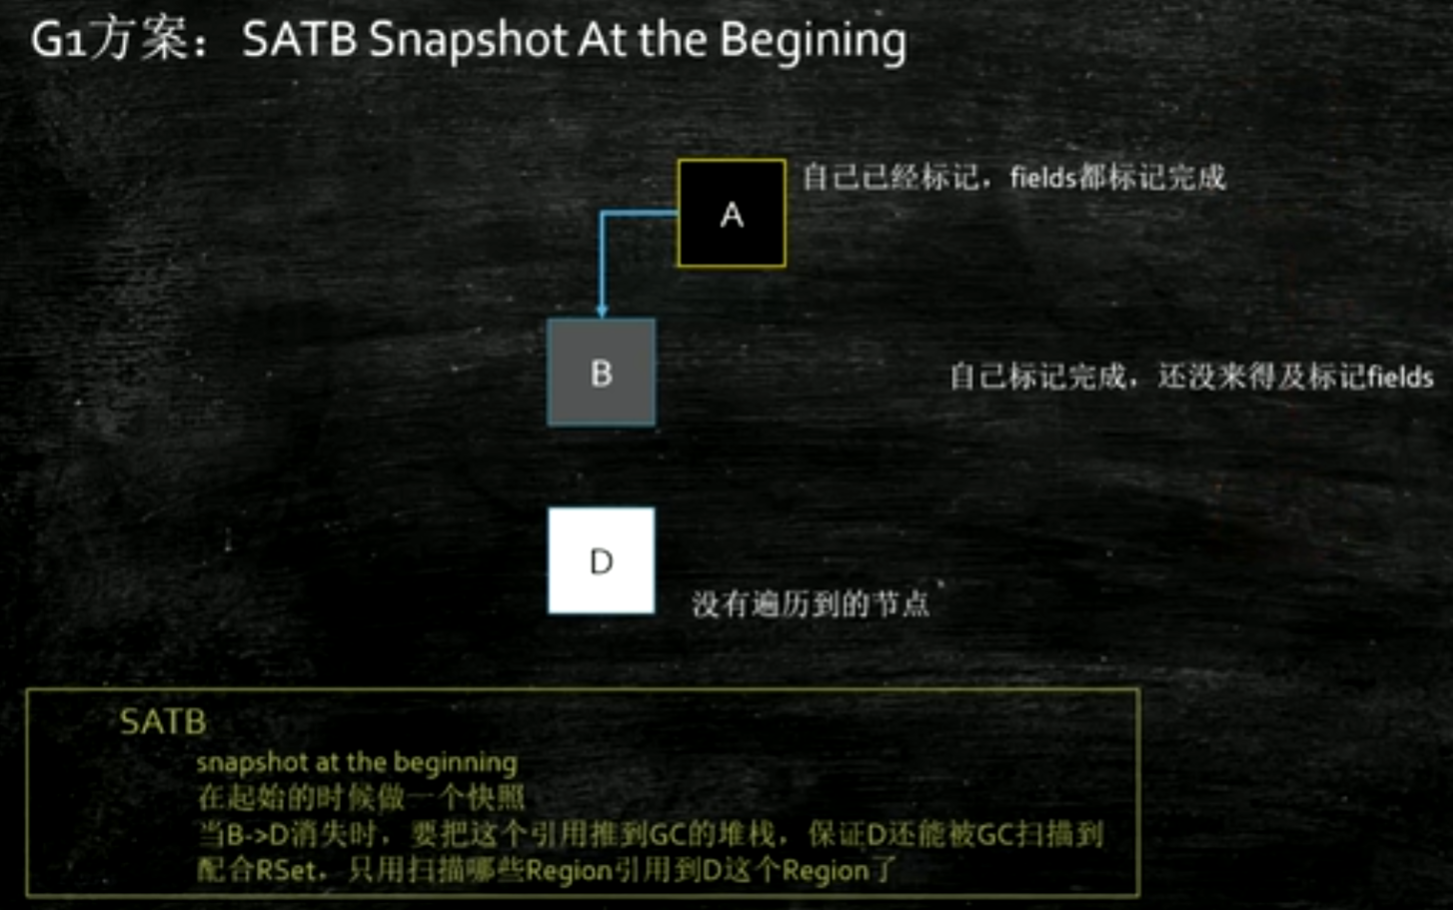 G1方案：SATB Snapshot At the Begining
A
自己已经标记，fields都标记完成
B
自己标记完成，还没来得及标记fields
D
没有遍历到的节点
SATB
snapshot at the beginning
在起始的时候做一个快照
当B->D消失时，要把这个引用推到GC的堆栈，保证D还能被GC扫描到
配合RSet，只用扫描哪些Region引用到D这个Region了